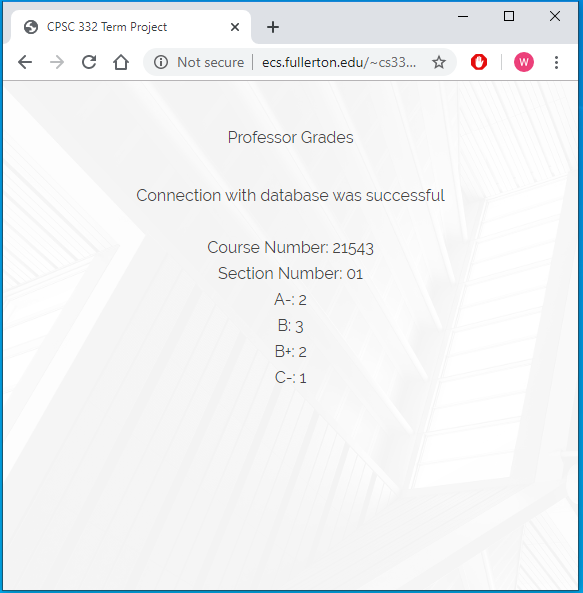 CPSC 332 Term Project
Not secure | ecs.fullerton.edu/~cs33...
W
Professor Grades
Connection with database was successful
Course Number: 21543
Section Number: 01
A-: 2
B: 3
B+: 2
C-: 1